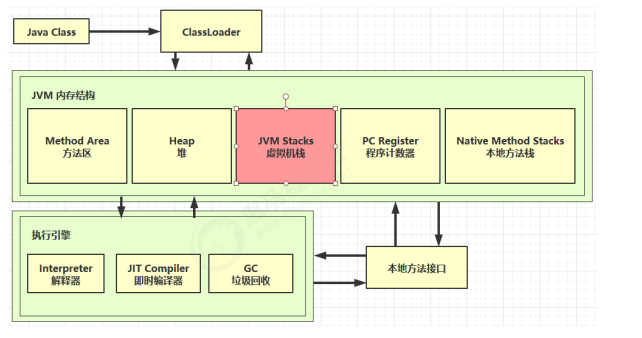 Java Class
ClassLoader
JVM 内存结构
Method Area
方法区
Heap
堆
JVM Stacks
虚拟机栈
PC Register
程序计数器
Native Method Stacks
本地方法栈
执行引擎
Interpreter
解释器
JIT Compiler
即时编译器
GC
垃圾回收
本地方法接口